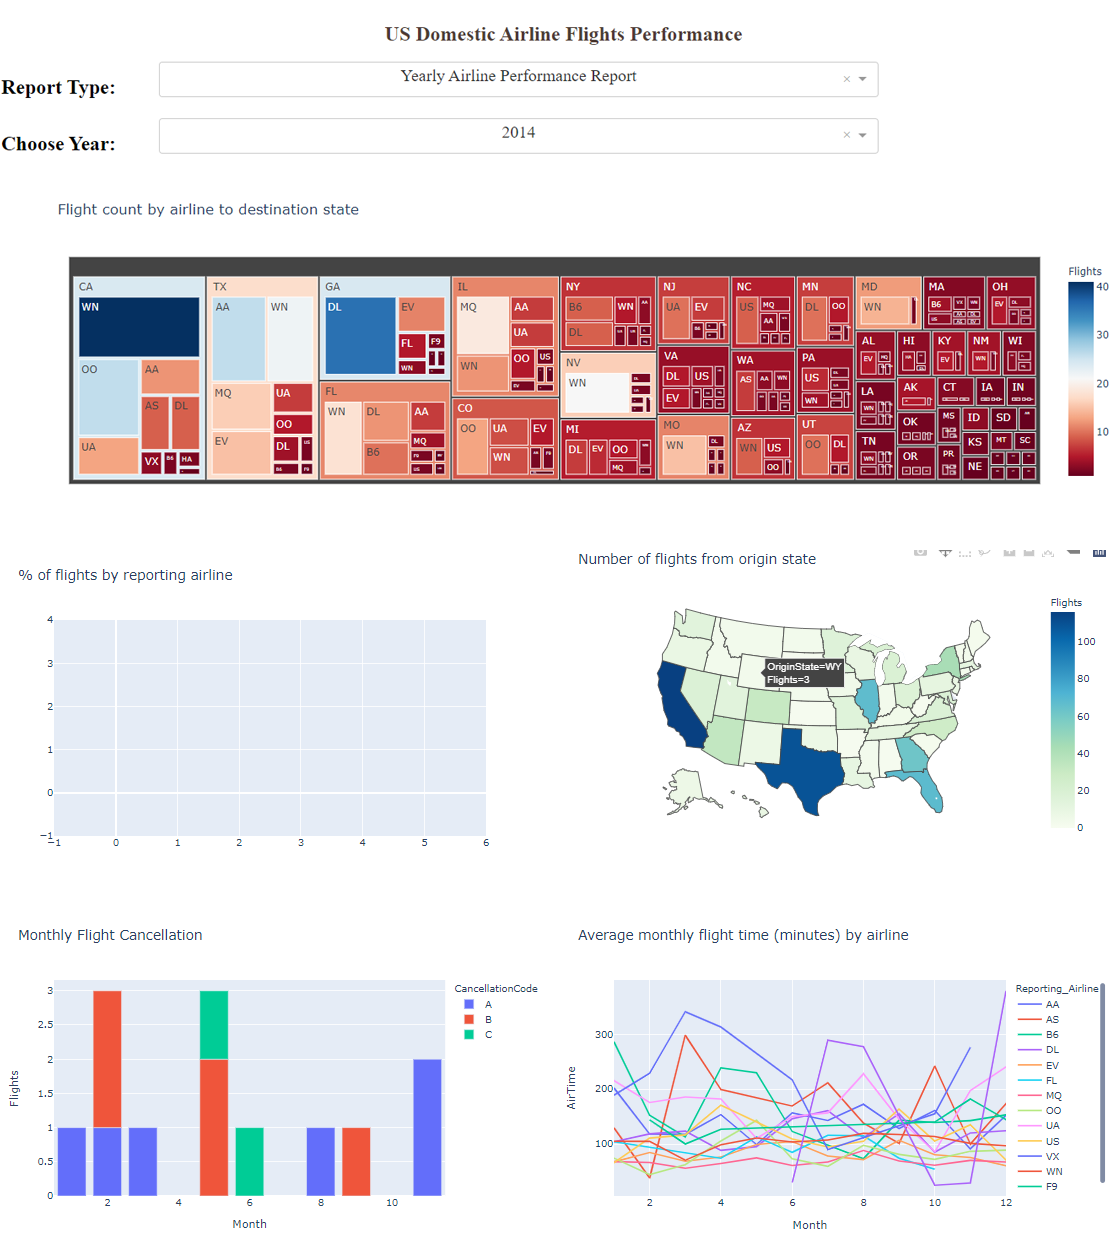 US Domestic Airline Flights Performance
Report Type:
Yearly Airline Performance Report
Choose Year:
2014
Flight count by airline to destination state
CA
WN
OO
AA
AS
DL
UA
VX
B6
HA
TX
AA
WN
MQ
UA
OO
EV
DL
US
B6
F9
GA
DL
EV
FL
F9
WN
FL
WN
DL
AA
B6
MQ
IL
MQ
AA
UA
WN
OO
US
EV
CO
OO
UA
EV
WN
NY
B6
WN
AA
DL
NV
WN
MI
DL
EV
OO
MQ
NJ
UA
EV
B6
VA
DL
US
EV
MO
WN
DL
NC
US
MQ
AA
WA
AS
AA
WN
AZ
WN
US
OO
MN
DL
OO
PA
US
WN
UT
OO
DL
MD
WN
MA
B6
VX
WN
US
OH
EV
DL
AL
EV
MQ
HI
KY
EV
NM
WN
WI
LA
WN
AK
CT
IA
IN
OK
MS
ID
SD
AR
TN
WN
OR
PR
KS
MT
SC
NE
Flights
40
30
20
10
% of flights by reporting airline
4
3
2
1
0
−1
−1
0
1
2
3
4
5
6
Number of flights from origin state
OriginState=WY
Flights=3
Flights
100
80
60
40
20
0
Monthly Flight Cancellation
Flights
3
2.5
2
1.5
1
0.5
0
2
4
6
8
10
Month
CancellationCode
A
B
C
Average monthly flight time (minutes) by airline
AirTime
300
200
100
2
4
6
8
10
12
Month
Reporting_Airline
AA
AS
B6
DL
EV
FL
MQ
OO
UA
US
VX
WN
F9